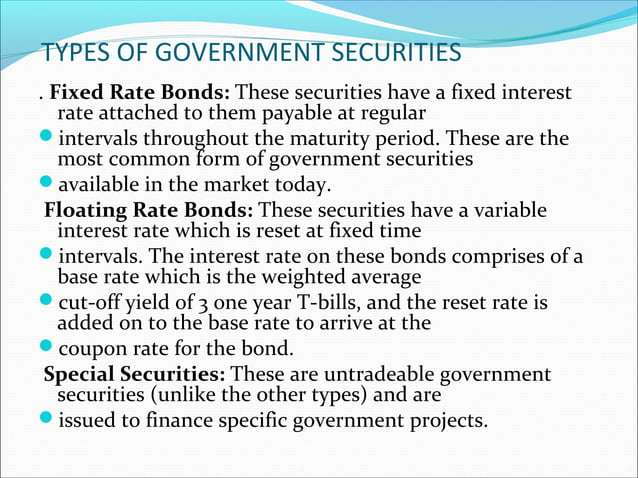 TYPES OF GOVERNMENT SECURITIES
. Fixed Rate Bonds: These securities have a fixed interest
rate attached to them payable at regular
intervals throughout the maturity period. These are the
most common form of government securities
available in the market today.
Floating Rate Bonds: These securities have a variable
interest rate which is reset at fixed time
intervals. The interest rate on these bonds comprises of a
base rate which is the weighted average
cut-off yield of 3 one year T-bills, and the reset rate is
added on to the base rate to arrive at the
coupon rate for the bond.
Special Securities: These are untradeable government
securities (unlike the other types) and are
issued to finance specific government projects.